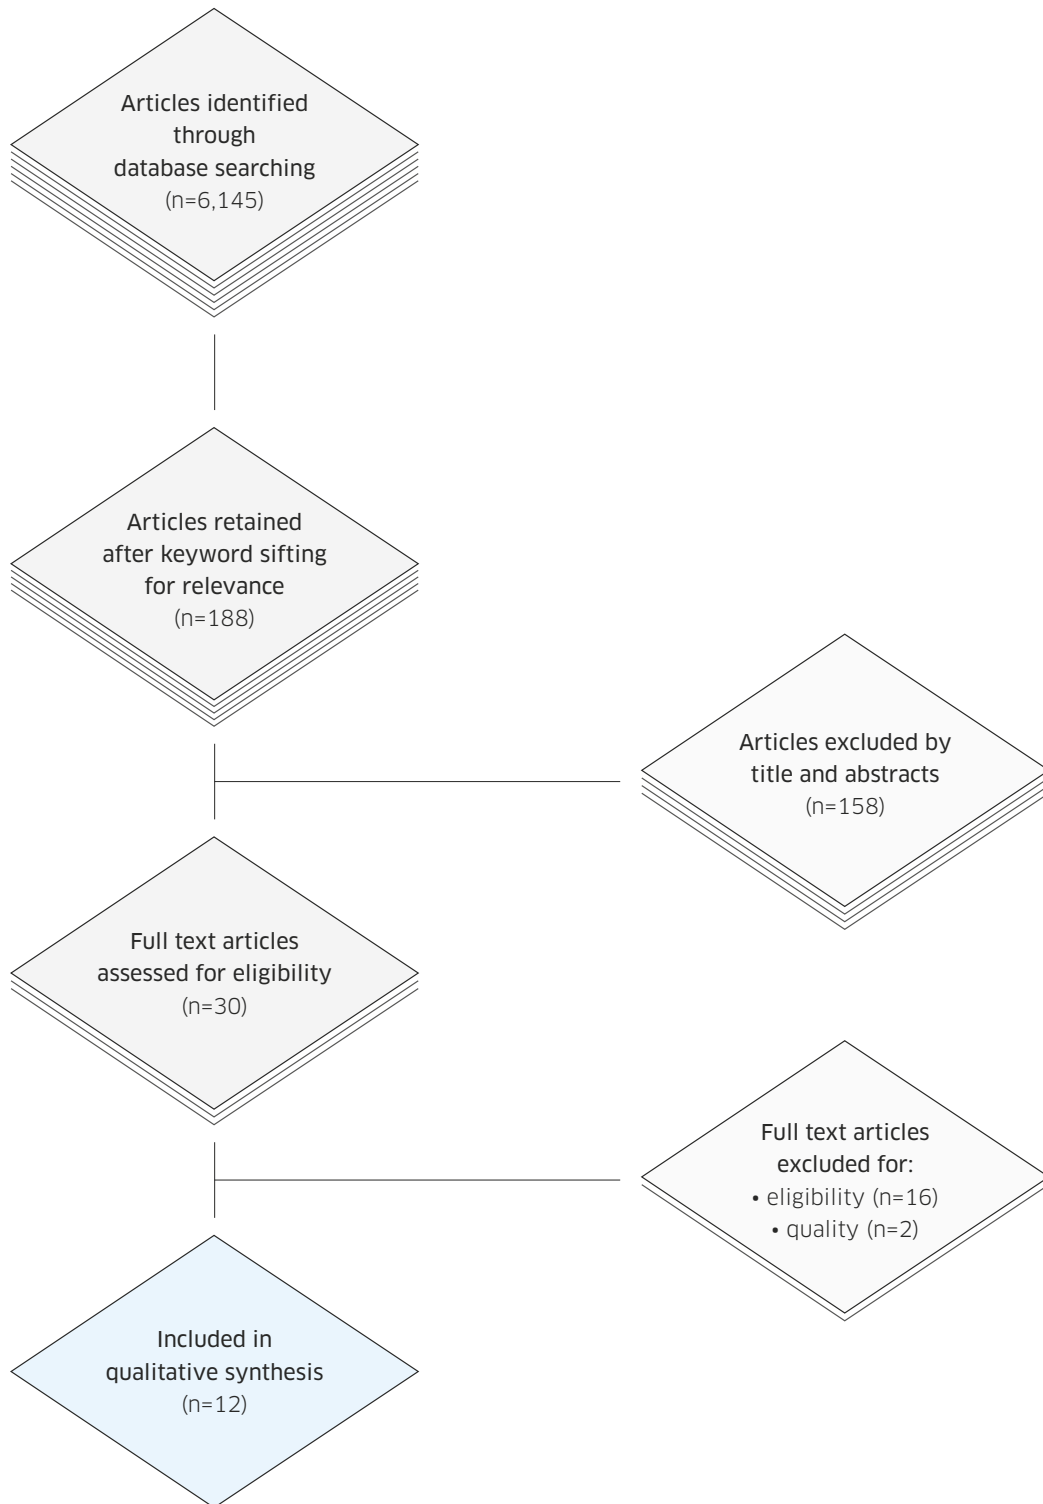 Articles identified
through
database searching
(n=6,145)
Articles retained
after keyword sifting
for relevance
(n=188)
Articles excluded by
title and abstracts
(n=158)
Full text articles
assessed for eligibility
(n=30)
Full text articles
excluded for:
• eligibility (n=16)
• quality (n=2)
Included in
qualitative synthesis
(n=12)